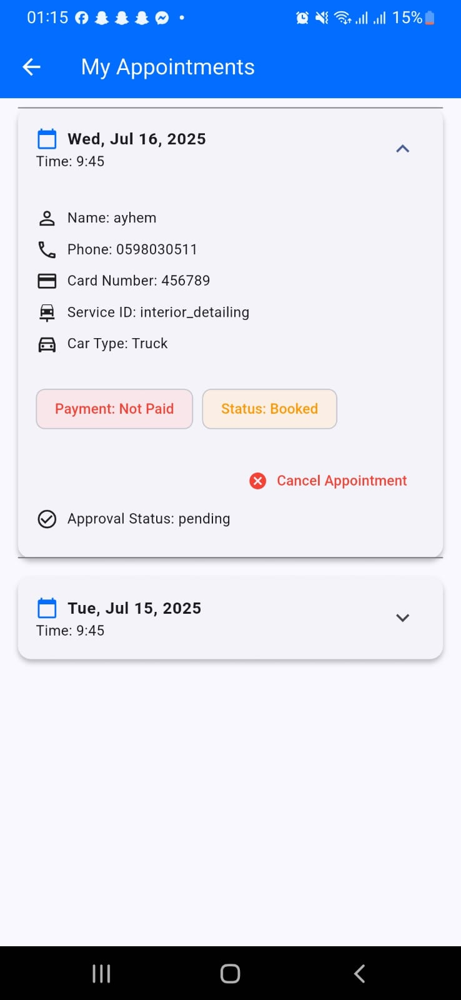 01:15 15%
My Appointments
Wed, Jul 16, 2025
Time: 9:45
Name: ayhem
Phone: 0598030511
Card Number: 456789
Service ID: interior_detailing
Car Type: Truck
Payment: Not Paid Status: Booked
Cancel Appointment
Approval Status: pending
Tue, Jul 15, 2025
Time: 9:45